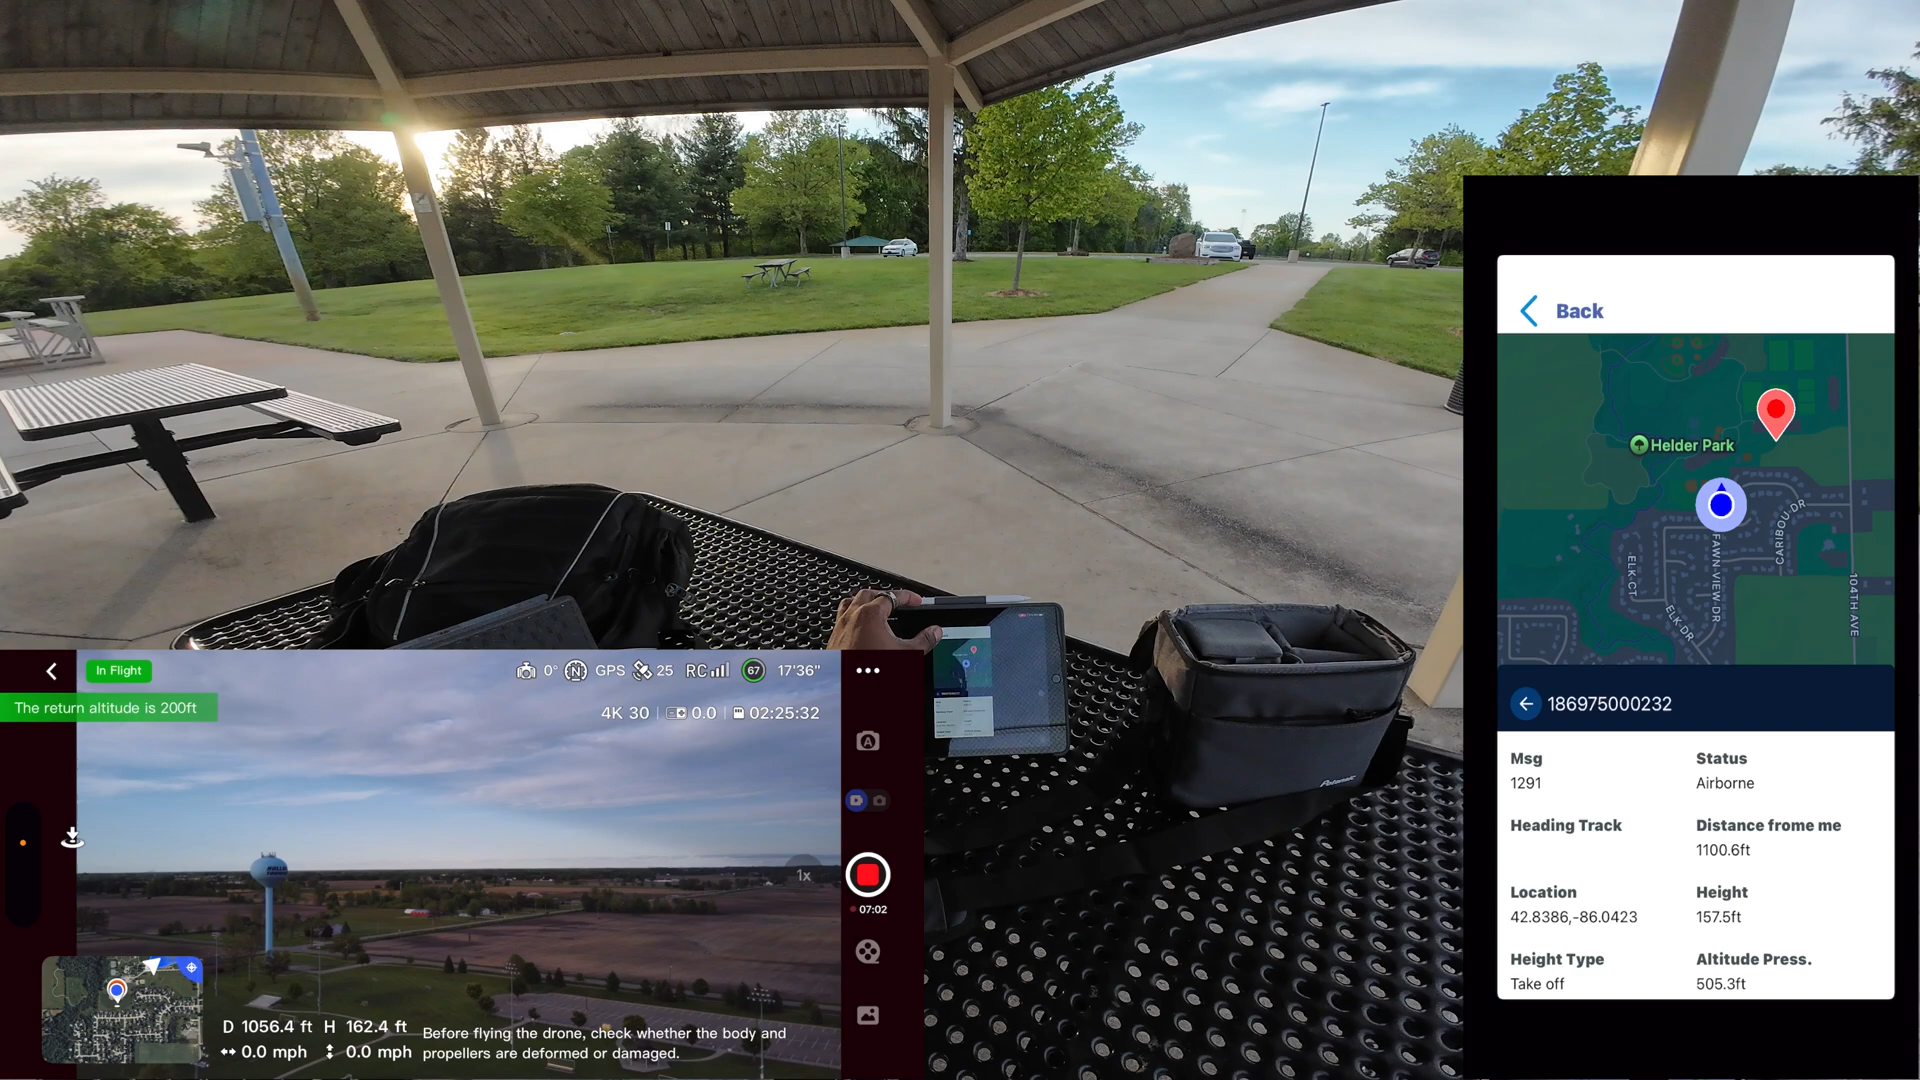 Back
Helder Park
CARIBOU DR
FAWN VIEW DR
ELK CT
ELK DR
104TH AVE
186975000232
Msg
Status
1291
Airborne
Heading Track
Distance frome me
1100.6ft
Location
Height
42.8386,-86.0423
157.5ft
Height Type
Altitude Press.
Take off
505.3ft
In Flight
0° N GPS 25 RC 67 17'36"
The return altitude is 200ft
4K 30 0.0 02:25:32
A
1x
07:02
D 1056.4 ft H 162.4 ft
0.0 mph 0.0 mph
Before flying the drone, check whether the body and
propellers are deformed or damaged.
Potensic